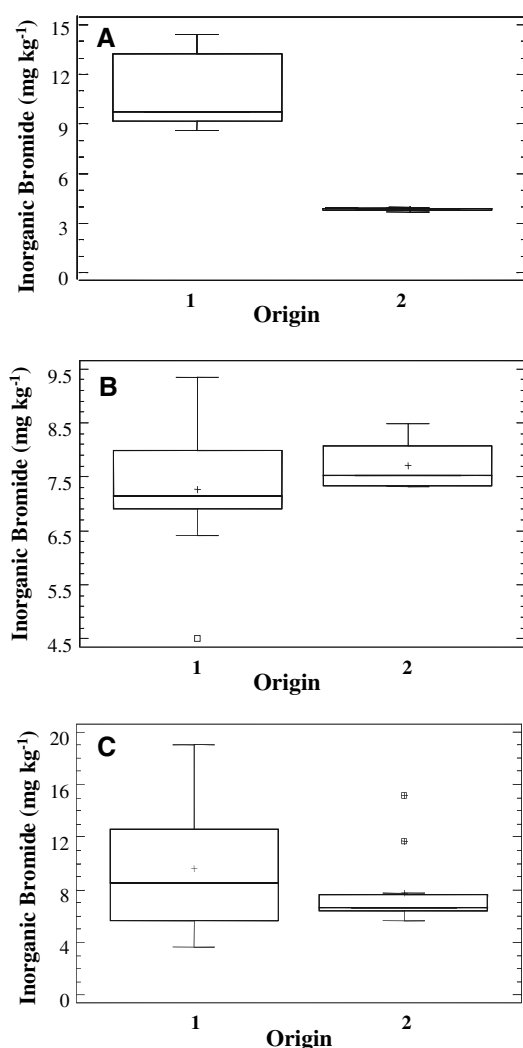 A
Inorganic Bromide (mg kg-1)
15
12
9
6
3
0
1 2
Origin
B
Inorganic Bromide (mg kg-1)
9.5
8.5
7.5
6.5
5.5
4.5
1 2
Origin
C
Inorganic Bromide (mg kg-1)
20
16
12
8
4
0
1 2
Origin